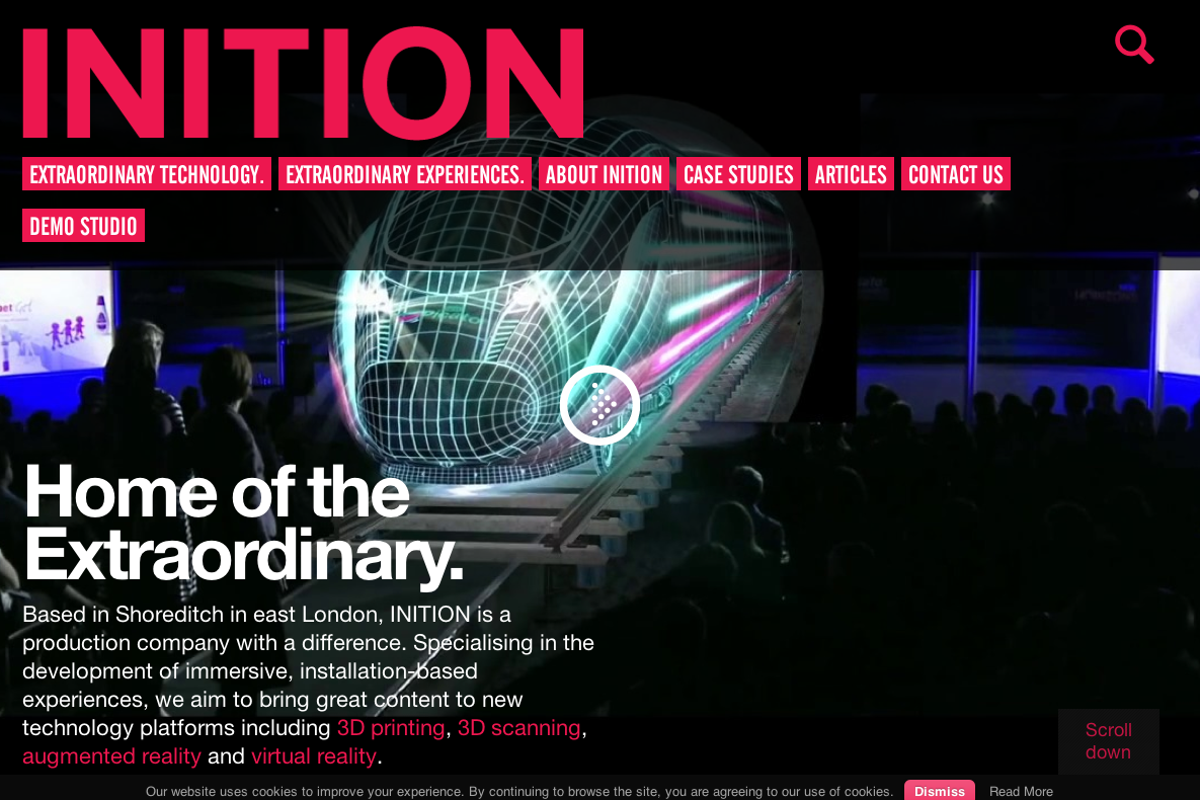 INITION
EXTRAORDINARY TECHNOLOGY. EXTRAORDINARY EXPERIENCES. ABOUT INITION CASE STUDIES ARTICLES CONTACT US
DEMO STUDIO
Home of the
Extraordinary.
Based in Shoreditch in east London, INITION is a
production company with a difference. Specialising in the
development of immersive, installation-based
experiences, we aim to bring great content to new
technology platforms including 3D printing, 3D scanning,
augmented reality and virtual reality.
Scroll
down
Our website uses cookies to improve your experience. By continuing to browse the site, you are agreeing to our use of cookies. Dismiss Read More